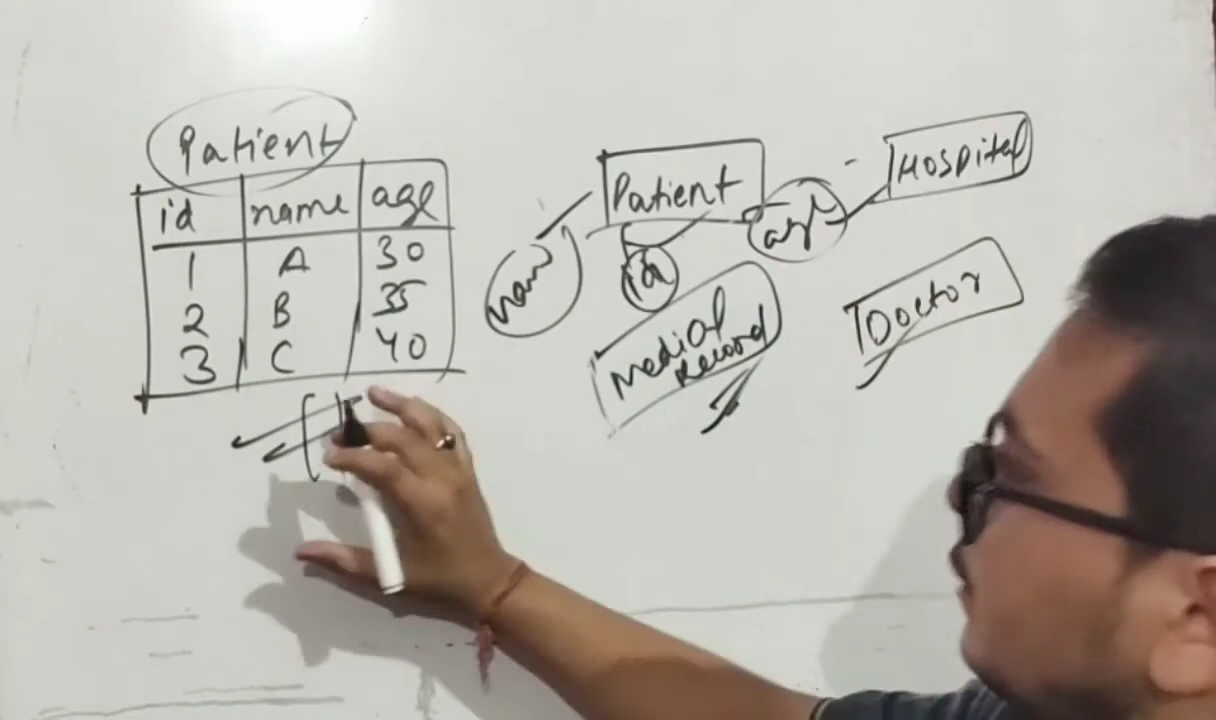 Patient
id name age
1 A 30
2 B 35
3 C 40
Patient
name
id
age
Hospital
Medical
Record
Doctor